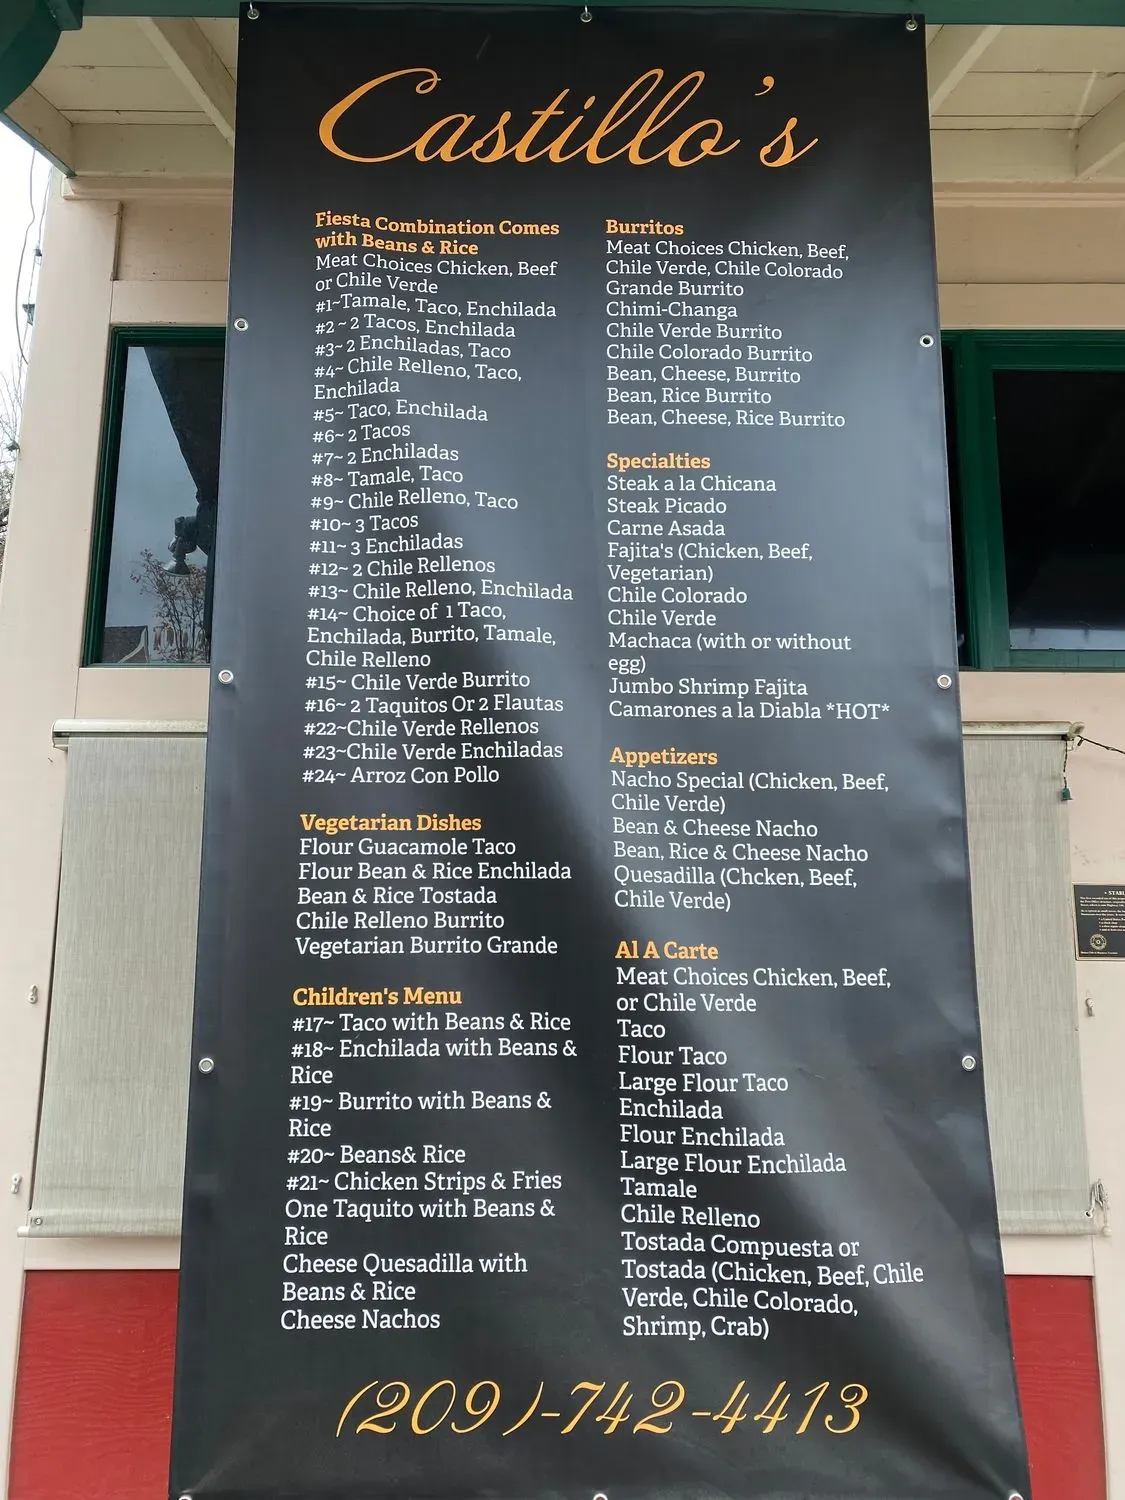 Castillo's
Fiesta Combination Comes
with Beans & Rice
Meat Choices Chicken, Beef
or Chile Verde
#1~Tamale, Taco, Enchilada
#2 ~ 2 Tacos, Enchilada
#3~ 2 Enchiladas, Taco
#4~ Chile Relleno, Taco,
Enchilada
#5~ Taco, Enchilada
#6~ 2 Tacos
#7~ 2 Enchiladas
#8~ Tamale, Taco
#9~ Chile Relleno, Taco
#10~ 3 Tacos
#11~ 3 Enchiladas
#12~ 2 Chile Rellenos
#13~ Chile Relleno, Enchilada
#14~ Choice of 1 Taco,
Enchilada, Burrito, Tamale,
Chile Relleno
#15~ Chile Verde Burrito
#16~ 2 Taquitos Or 2 Flautas
#22~Chile Verde Rellenos
#23~Chile Verde Enchiladas
#24~ Arroz Con Pollo
Vegetarian Dishes
Flour Guacamole Taco
Flour Bean & Rice Enchilada
Bean & Rice Tostada
Chile Relleno Burrito
Vegetarian Burrito Grande
Children's Menu
#17~ Taco with Beans & Rice
#18~ Enchilada with Beans &
Rice
#19~ Burrito with Beans &
Rice
#20~ Beans& Rice
#21~ Chicken Strips & Fries
One Taquito with Beans &
Rice
Cheese Quesadilla with
Beans & Rice
Cheese Nachos
Burritos
Meat Choices Chicken, Beef,
Chile Verde, Chile Colorado
Grande Burrito
Chimi-Changa
Chile Verde Burrito
Chile Colorado Burrito
Bean, Cheese, Burrito
Bean, Rice Burrito
Bean, Cheese, Rice Burrito
Specialties
Steak a la Chicana
Steak Picado
Carne Asada
Fajita's (Chicken, Beef,
Vegetarian)
Chile Colorado
Chile Verde
Machaca (with or without
egg)
Jumbo Shrimp Fajita
Camarones a la Diabla *HOT*
Appetizers
Nacho Special (Chicken, Beef,
Chile Verde)
Bean & Cheese Nacho
Bean, Rice & Cheese Nacho
Quesadilla (Chcken, Beef,
Chile Verde)
Al A Carte
Meat Choices Chicken, Beef,
or Chile Verde
Taco
Flour Taco
Large Flour Taco
Enchilada
Flour Enchilada
Large Flour Enchilada
Tamale
Chile Relleno
Tostada Compuesta or
Tostada (Chicken, Beef, Chile
Verde, Chile Colorado,
Shrimp, Crab)
(209)-742-4413